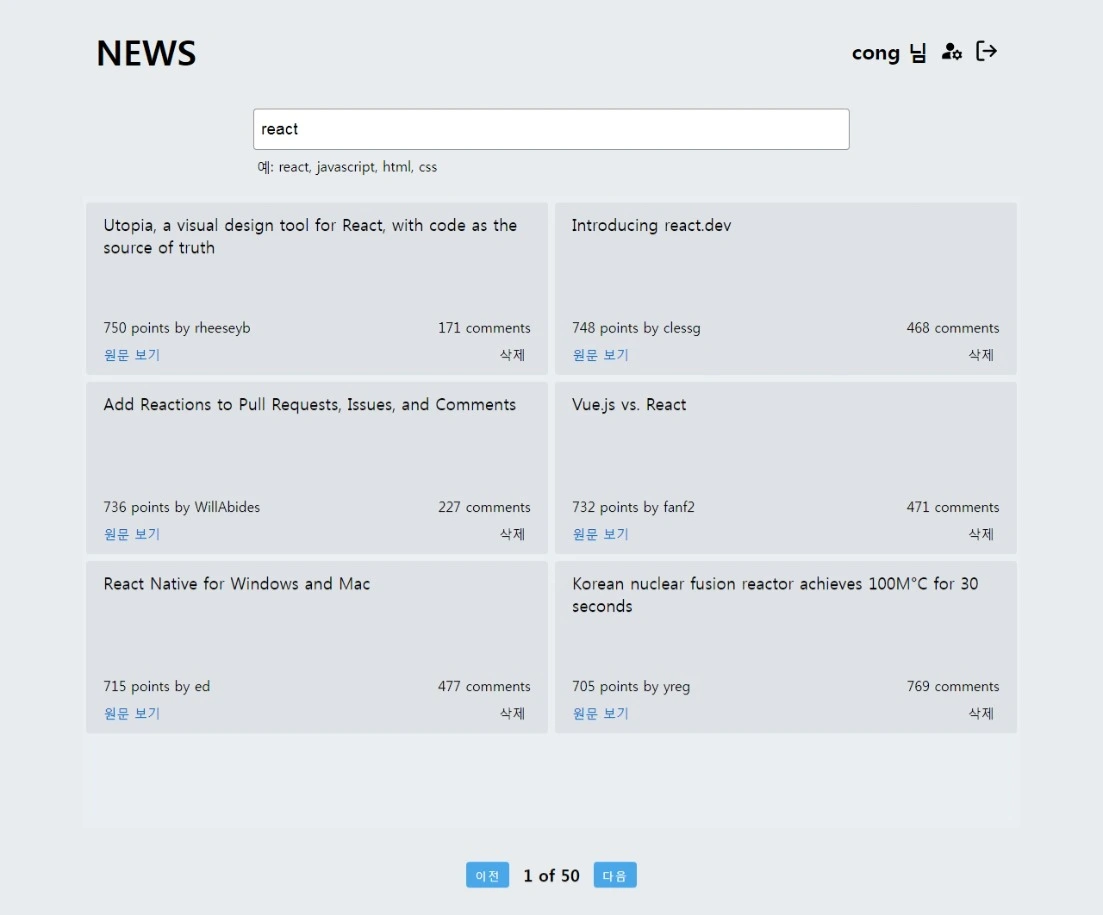 NEWS
cong 님
react
예: react, javascript, html, css
Utopia, a visual design tool for React, with code as the
source of truth
750 points by rheeseyb
171 comments
원문 보기
삭제
Introducing react.dev
748 points by clessg
468 comments
원문 보기
삭제
Add Reactions to Pull Requests, Issues, and Comments
736 points by WillAbides
227 comments
원문 보기
삭제
Vue.js vs. React
732 points by fanf2
471 comments
원문 보기
삭제
React Native for Windows and Mac
715 points by ed
477 comments
원문 보기
삭제
Korean nuclear fusion reactor achieves 100M°C for 30
seconds
705 points by yreg
769 comments
원문 보기
삭제
이전 1 of 50 다음